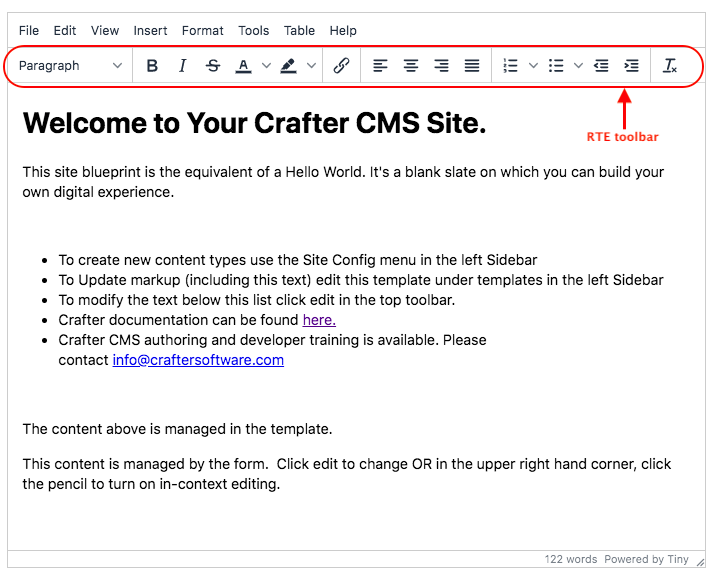 File Edit View Insert Format Tools Table Help
Paragraph B I S A
RTE toolbar
Welcome to Your Crafter CMS Site.
This site blueprint is the equivalent of a Hello World. It's a blank slate on which you can build your
own digital experience.
• To create new content types use the Site Config menu in the left Sidebar
• To Update markup (including this text) edit this template under templates in the left Sidebar
• To modify the text below this list click edit in the top toolbar.
• Crafter documentation can be found here.
• Crafter CMS authoring and developer training is available. Please
contact info@craftersoftware.com
The content above is managed in the template.
This content is managed by the form.  Click edit to change OR in the upper right hand corner, click
the pencil to turn on in-context editing.
122 words Powered by Tiny